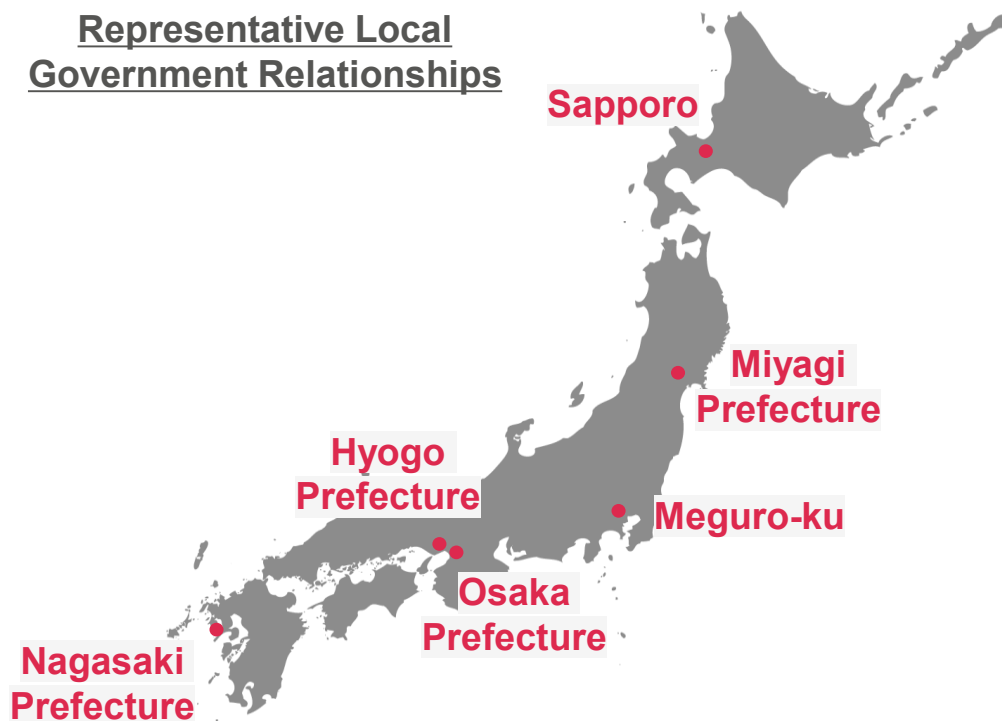 Representative Local
Government Relationships
Sapporo
Miyagi
Prefecture
Hyogo
Prefecture
Meguro-ku
Osaka
Prefecture
Nagasaki
Prefecture